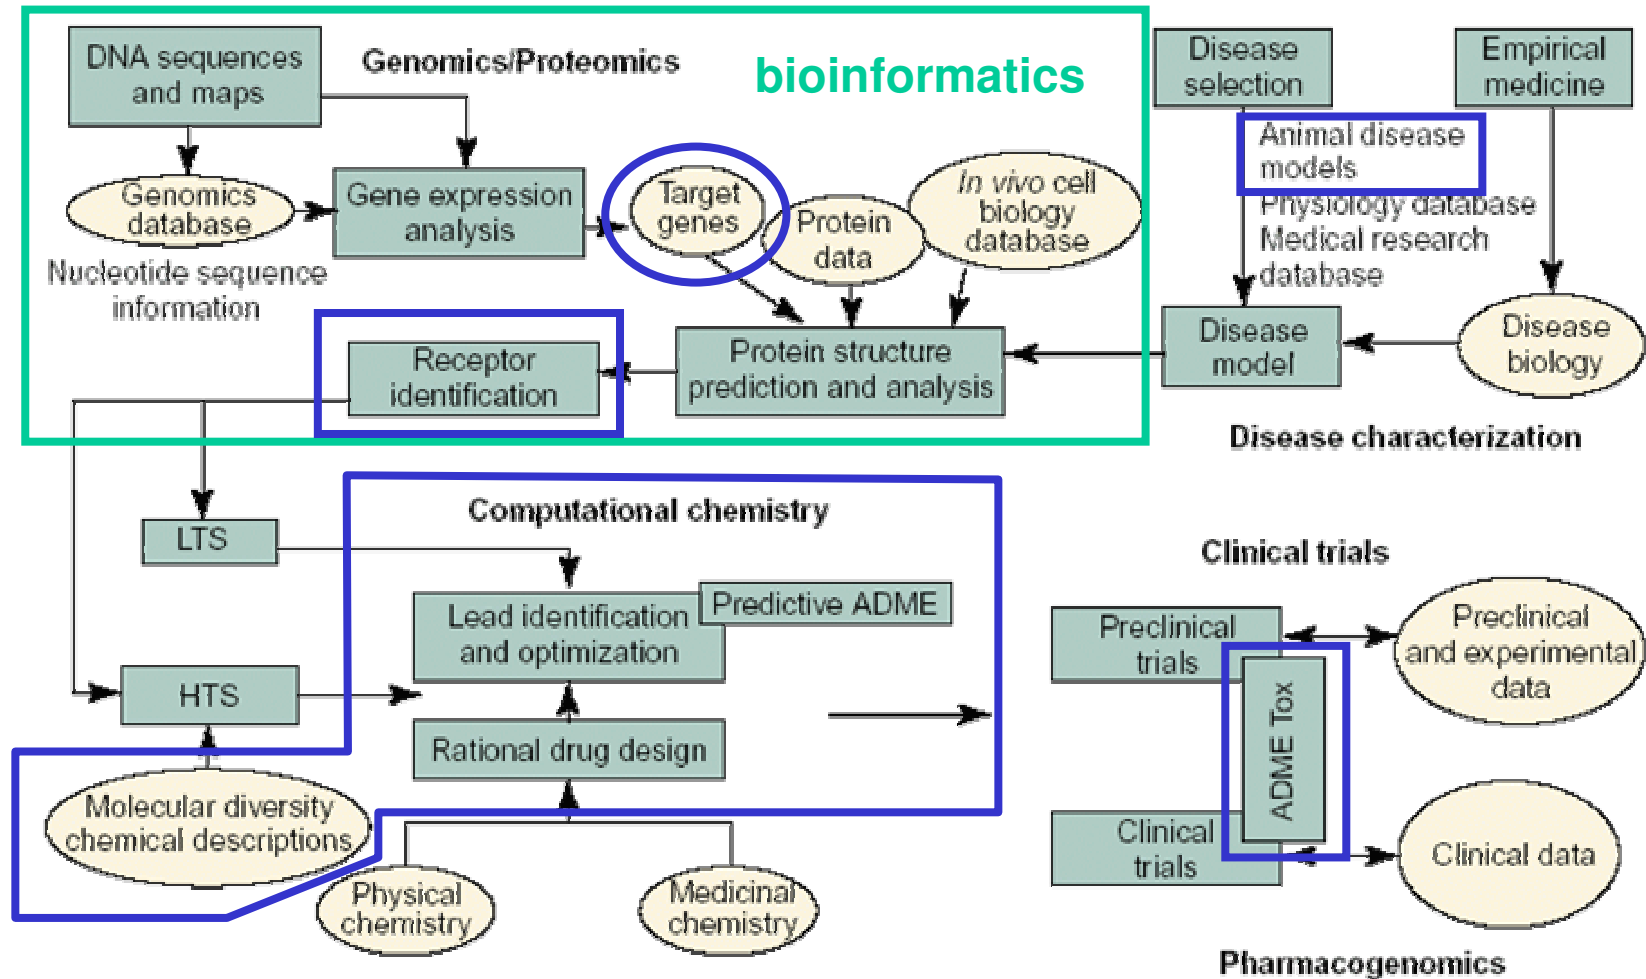 DNA sequences
and maps
Genomics/Proteomics
bioinformatics
Disease
selection
Empirical
medicine
Animal disease
models
Physiology database
Medical research
database
Genomics
database
Gene expression
analysis
Target
genes
Protein
data
In vivo cell
biology
database
Nucleotide sequence
information
Receptor
identification
Protein structure
prediction and analysis
Disease
model
Disease
biology
Disease characterization
Computational chemistry
LTS
Lead identification
and optimization
Predictive ADME
HTS
Rational drug design
Molecular diversity
chemical descriptions
Physical
chemistry
Medicinal
chemistry
Clinical trials
Preclinical
trials
Preclinical
and experimental
data
ADME Tox
Clinical
trials
Clinical data
Pharmacogenomics